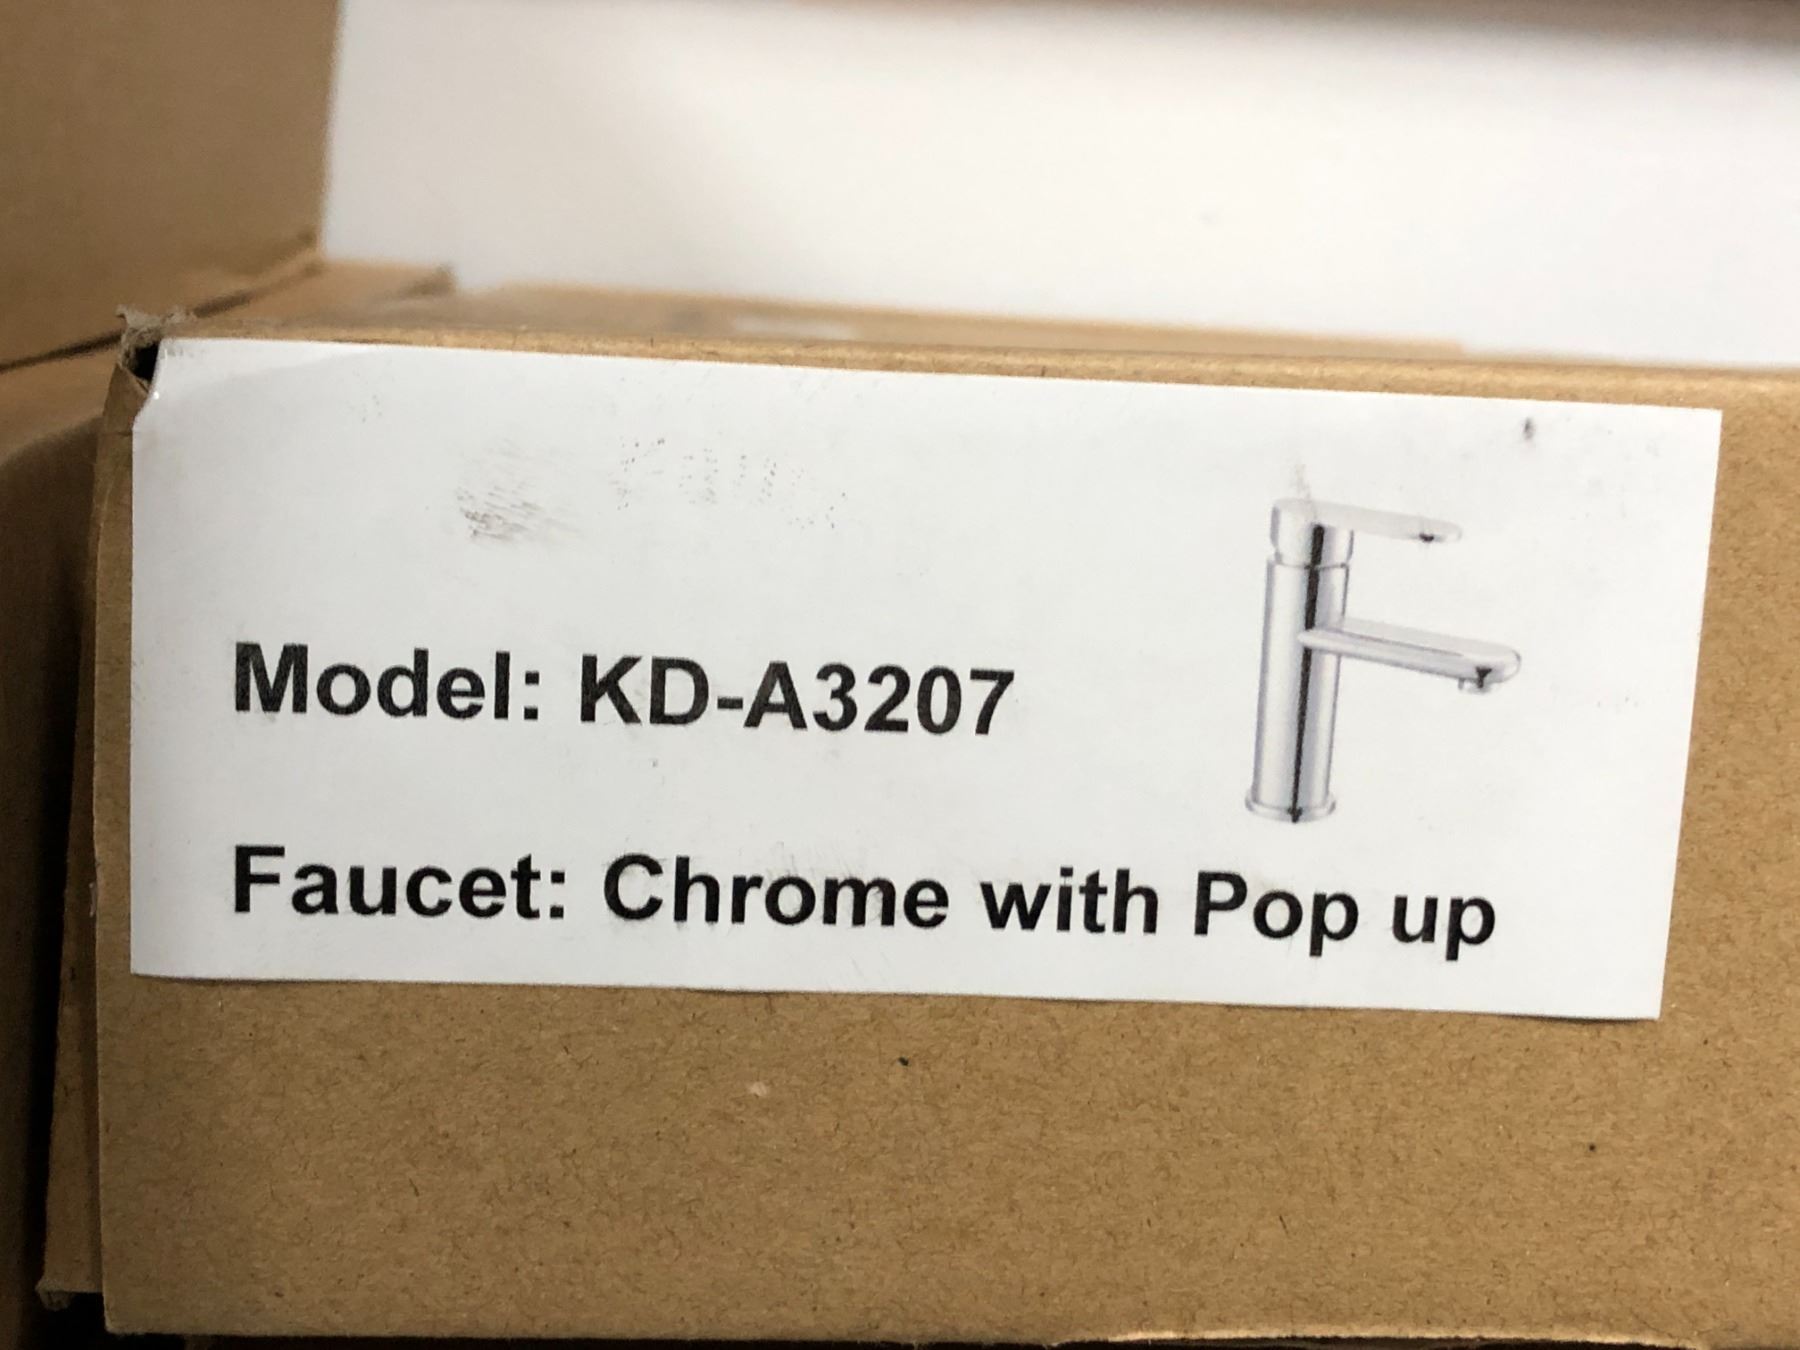 Model: KD-A3207
Faucet: Chrome with Pop up